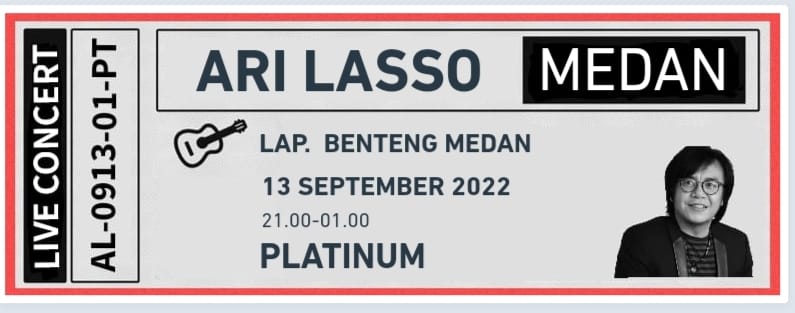 LIVE CONCERT
AL-0913-01-PT
ARI LASSO
MEDAN
LAP. BENTENG MEDAN
13 SEPTEMBER 2022
21.00-01.00
PLATINUM